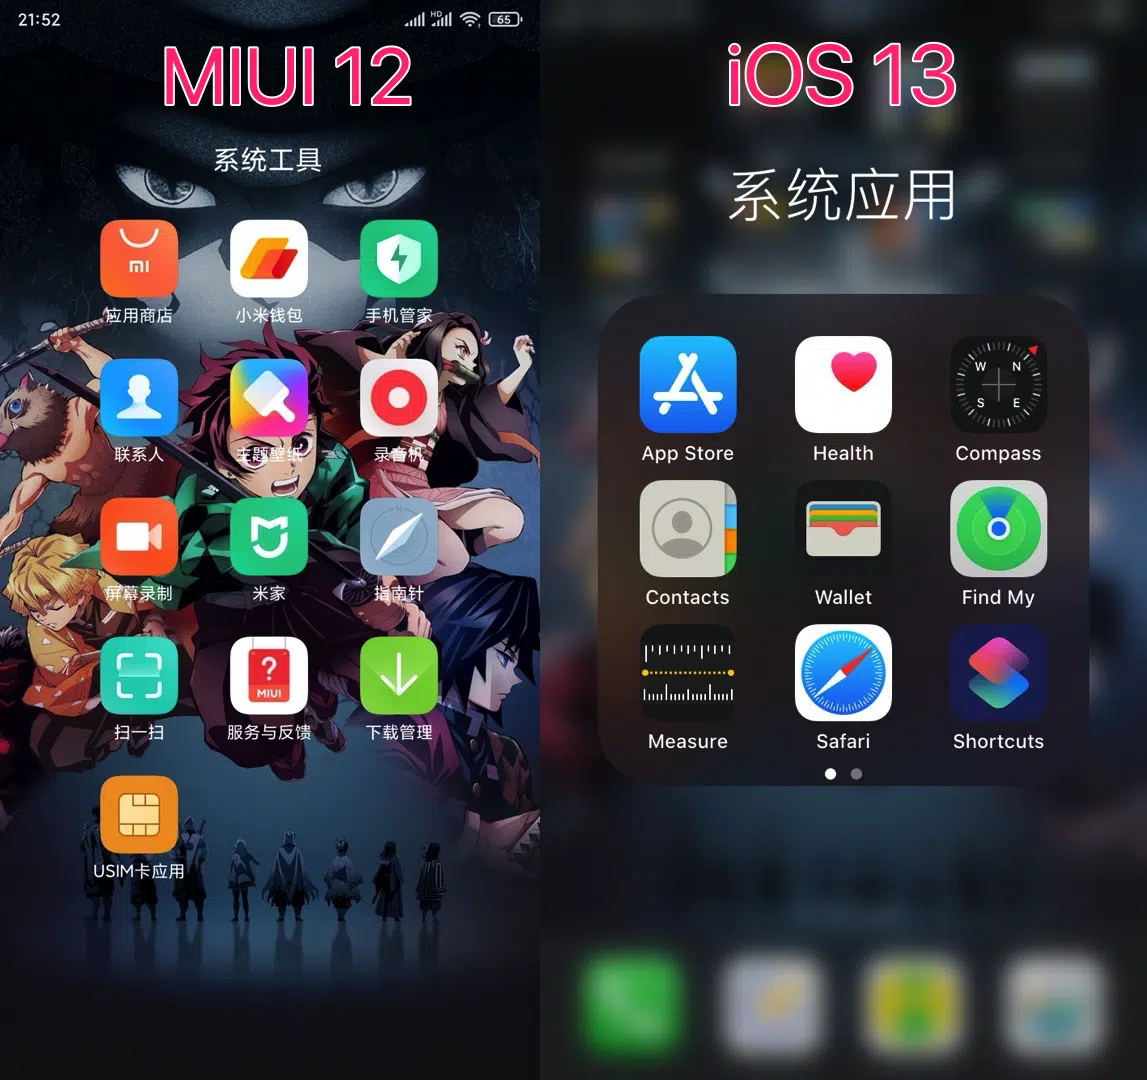 21:52
HD
65
MIUI 12
系统工具
mi
应用商店
小米钱包
手机管家
联系人
主题壁纸
录音机
屏幕录制
米家
指南针
扫一扫
?
MIUI
服务与反馈
下载管理
USIM卡应用
iOS 13
系统应用
W N
S E
App Store
Health
Compass
Contacts
Wallet
Find My
Measure
Safari
Shortcuts